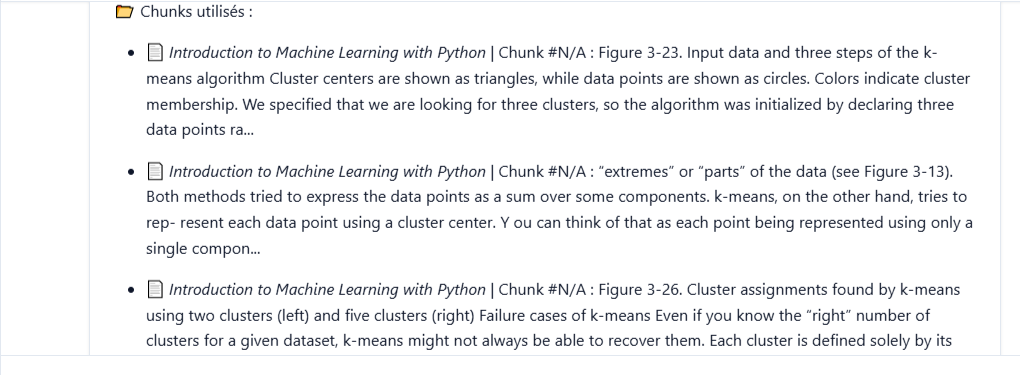 Chunks utilisés :
Introduction to Machine Learning with Python | Chunk #N/A : Figure 3-23. Input data and three steps of the k-
means algorithm Cluster centers are shown as triangles, while data points are shown as circles. Colors indicate cluster
membership. We specified that we are looking for three clusters, so the algorithm was initialized by declaring three
data points ra...
Introduction to Machine Learning with Python | Chunk #N/A : “extremes” or “parts” of the data (see Figure 3-13).
Both methods tried to express the data points as a sum over some components. k-means, on the other hand, tries to
rep- resent each data point using a cluster center. Y ou can think of that as each point being represented using only a
single compon...
Introduction to Machine Learning with Python | Chunk #N/A : Figure 3-26. Cluster assignments found by k-means
using two clusters (left) and five clusters (right) Failure cases of k-means Even if you know the “right” number of
clusters for a given dataset, k-means might not always be able to recover them. Each cluster is defined solely by its